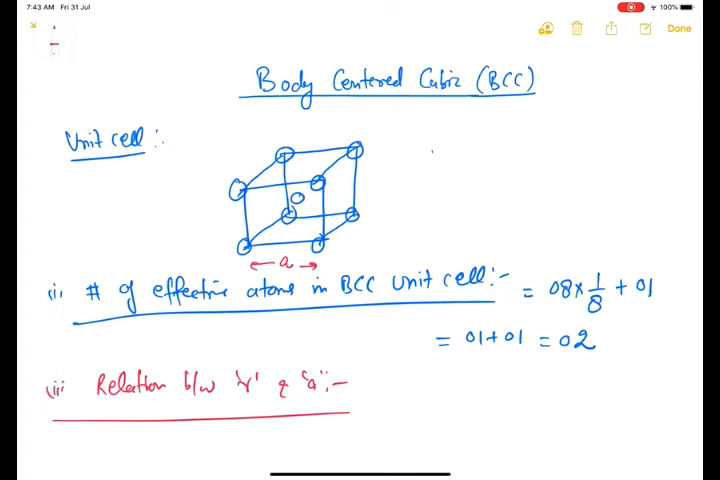 7:43 AM Fri 31 Jul
100%
Done
Body Centered Cubic (BCC)
Unit cell :-
a
(i) # of effective atoms in BCC Unit cell :- = 08 × 1/8 + 01
= 01 + 01 = 02
(ii) Relation b/w 'r' & 'a' :-